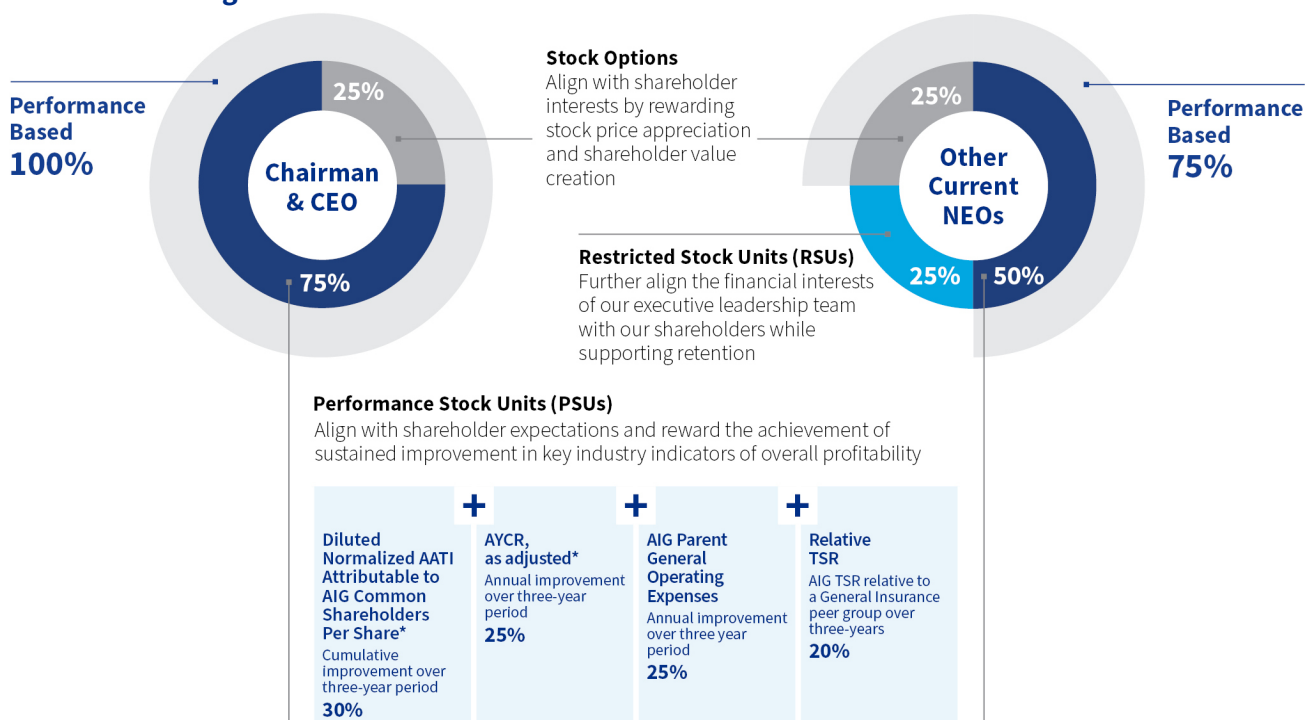 Performance
Based
100%
25%
Chairman
& CEO
75%
Stock Options
Align with shareholder
interests by rewarding
stock price appreciation
and shareholder value
creation
25%
Other
Current
NEOs
25%
50%
Performance
Based
75%
Restricted Stock Units (RSUs)
Further align the financial interests
of our executive leadership team
with our shareholders while
supporting retention
Performance Stock Units (PSUs)
Align with shareholder expectations and reward the achievement of
sustained improvement in key industry indicators of overall profitability
Diluted
Normalized AATI
Attributable to
AIG Common
Shareholders
Per Share*
Cumulative
improvement over
three-year period
30%
+
AYCR,
as adjusted*
Annual improvement
over three-year
period
25%
+
AIG Parent
General
Operating
Expenses
Annual improvement
over three year
period
25%
+
Relative
TSR
AIG TSR relative to
a General Insurance
peer group over
three-years
20%